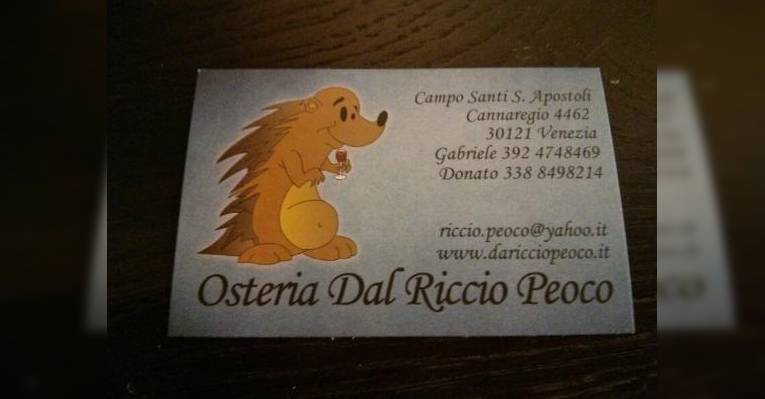 Campo Santi S. Apostoli
Cannaregio 4462
30121 Venezia
Gabriele 392 4748469
Donato 338 8498214
riccio.peoco@yahoo.it
www.daricciopeoco.it
Osteria Dal Riccio Peoco